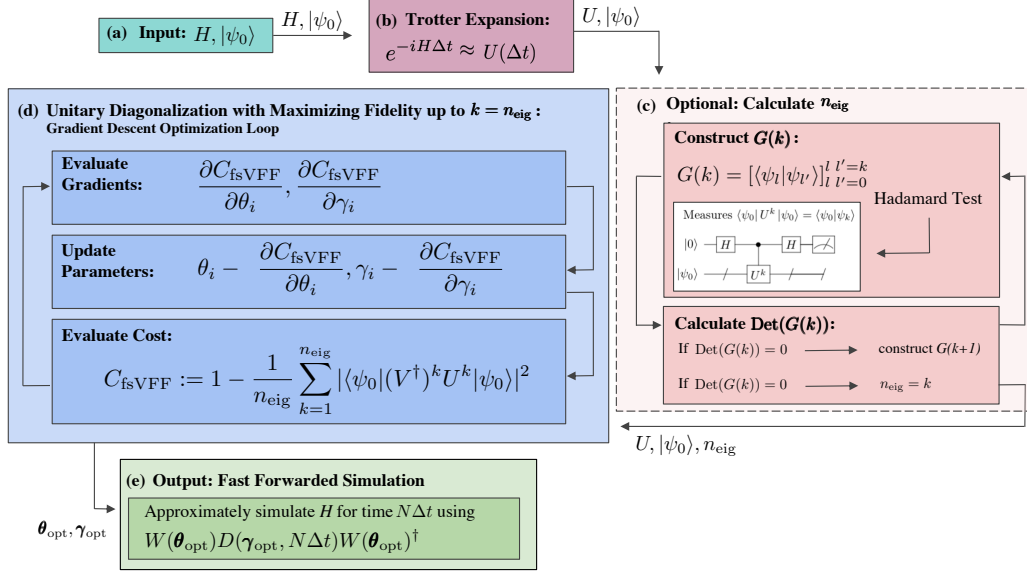 (a) Input: H, |ψ₀⟩
H, |ψ₀⟩
(b) Trotter Expansion:
e^{-iHΔt} ≈ U(Δt)
U, |ψ₀⟩
(c) Optional: Calculate n_eig
Construct G(k):
G(k) = [⟨ψ_l|ψ_{l'}⟩]^{l l'=k}_{l l'=0}
Hadamard Test
Measures ⟨ψ₀| U^k |ψ₀⟩ = ⟨ψ₀|ψ_k⟩
|0⟩ H H
|ψ₀⟩ U^k
Calculate Det(G(k)):
If Det(G(k)) = 0 construct G(k+1)
If Det(G(k)) = 0 n_eig = k
U, |ψ₀⟩, n_eig
(d) Unitary Diagonalization with Maximizing Fidelity up to k = n_eig :
Gradient Descent Optimization Loop
Evaluate
Gradients: ∂C_fsVFF/∂θ_i , ∂C_fsVFF/∂γ_i
Update
Parameters: θ_i − ∂C_fsVFF/∂θ_i , γ_i − ∂C_fsVFF/∂γ_i
Evaluate Cost:
C_fsVFF := 1 − 1/n_eig ∑_{k=1}^{n_eig} |⟨ψ₀|(V†)^k U^k|ψ₀⟩|²
θ_opt, γ_opt
(e) Output: Fast Forwarded Simulation
Approximately simulate H for time NΔt using
W(θ_opt)D(γ_opt, NΔt)W(θ_opt)†